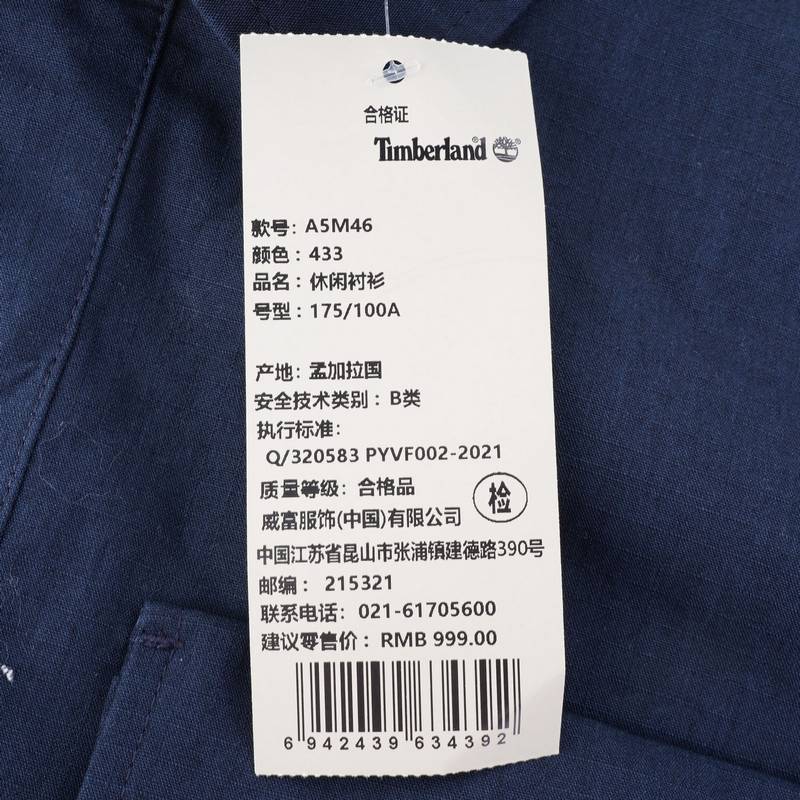 合格证
Timberland
款号: A5M46
颜色: 433
品名: 休闲衬衫
号型: 175/100A
产地: 孟加拉国
安全技术类别: B类
执行标准:
Q/320583 PYVF002-2021
质量等级: 合格品
检
威富服饰(中国)有限公司
中国江苏省昆山市张浦镇建德路390号
邮编: 215321
联系电话: 021-61705600
建议零售价: RMB 999.00
6 942439 634392